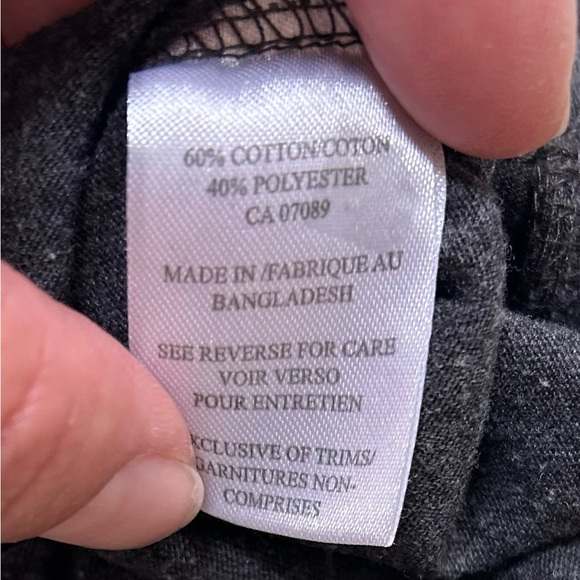 60% COTTON/COTON
40% POLYESTER
CA 07089
MADE IN /FABRIQUE AU
BANGLADESH
SEE REVERSE FOR CARE
VOIR VERSO
POUR ENTRETIEN
EXCLUSIVE OF TRIMS/
GARNITURES NON-
COMPRISES